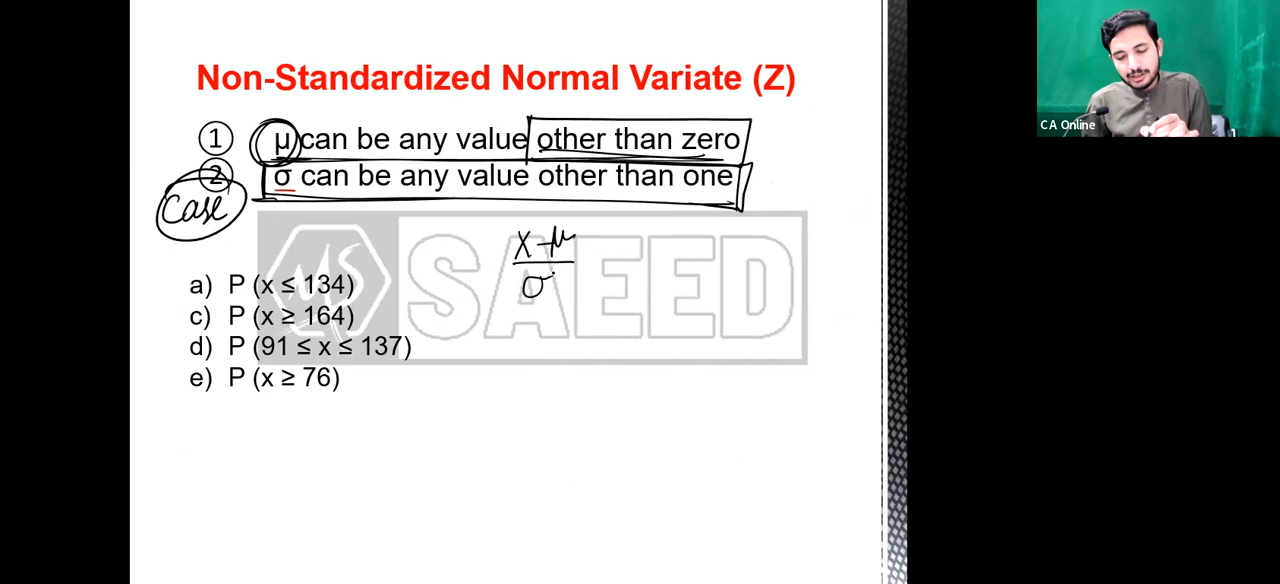 Non-Standardized Normal Variate (Z)
1 μ can be any value other than zero
2 σ can be any value other than one
Case
SAEED
x-μ
σ
a) P (x ≤ 134)
c) P (x ≥ 164)
d) P (91 ≤ x ≤ 137)
e) P (x ≥ 76)
CA Online